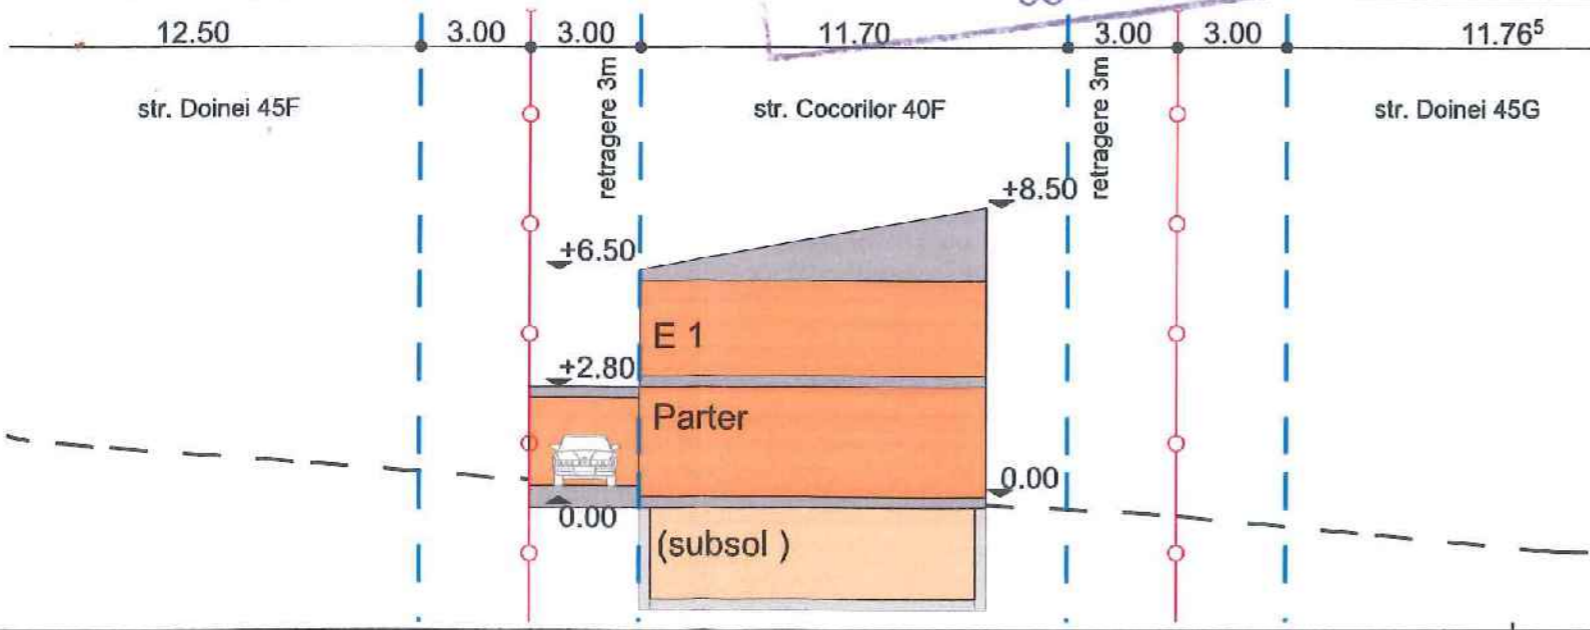 12.50 3.00 3.00 11.70 3.00 3.00 11.76⁵
str. Doinei 45F
retragere 3m
str. Cocorilor 40F
retragere 3m
str. Doinei 45G
+8.50
+6.50
E 1
+2.80
Parter
0.00
0.00
(subsol )